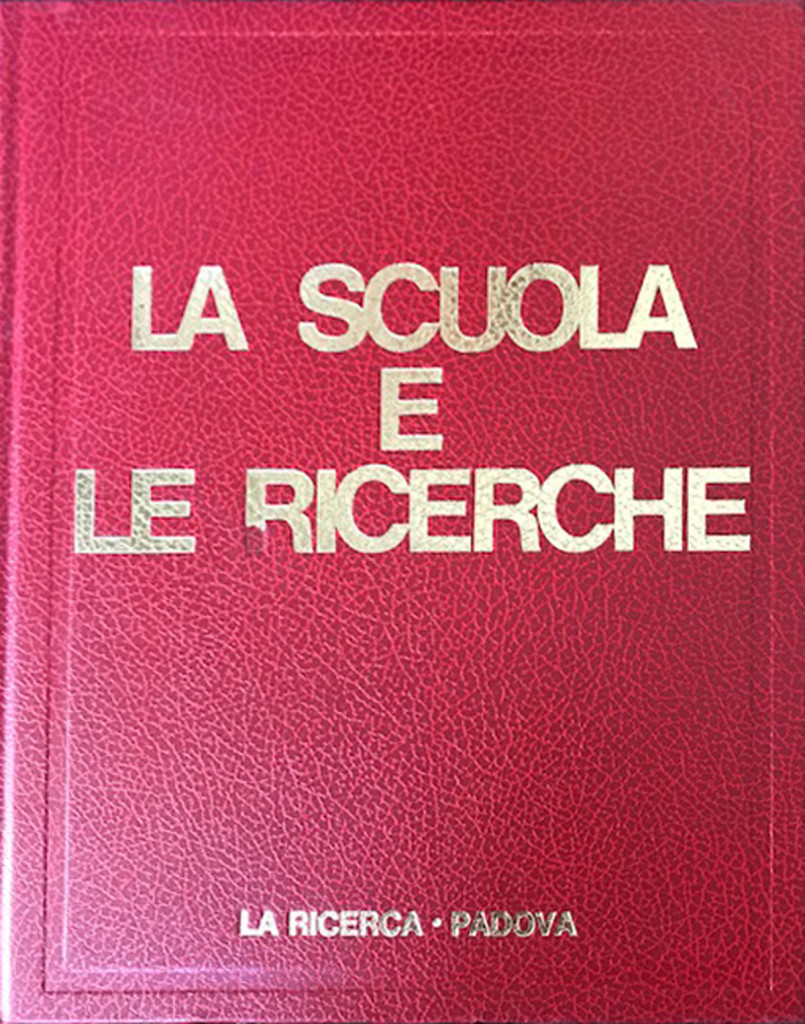 LA SCUOLA
E
LE RICERCHE
LA RICERCA • PADOVA